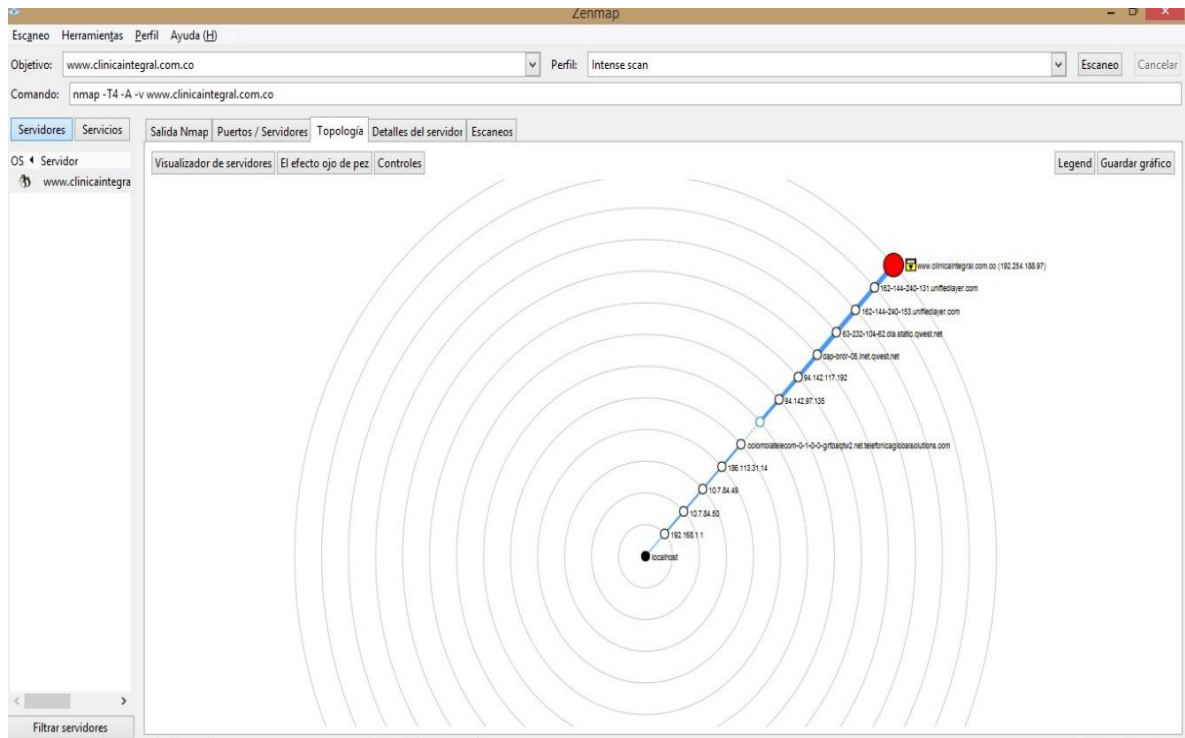 Zenmap
Escaneo Herramientas Perfil Ayuda (H)
Objetivo: www.clinicaintegral.com.co Perfil: Intense scan Escaneo Cancelar
Comando: nmap -T4 -A -v www.clinicaintegral.com.co
Servidores Servicios Salida Nmap Puertos / Servidores Topología Detalles del servidor Escaneos
OS Servidor Visualizador de servidores El efecto ojo de pez Controles Legend Guardar gráfico
www.clinicaintegra
www.clinicaintegral.com.co (192.254.188.97)
162-144-240-131.unifiedlayer.com
162-144-240-153.unifiedlayer.com
63-232-104-62.dia.static.qwest.net
dap-brdr-05.inet.qwest.net
94.142.117.192
94.142.97.135
colombiatelecom-0-1-0-0-grtbaqtw2.net.telefonicaglobalsolutions.com
186.113.31.14
10.7.84.49
10.7.84.50
192.168.1.1
localhost
Filtrar servidores